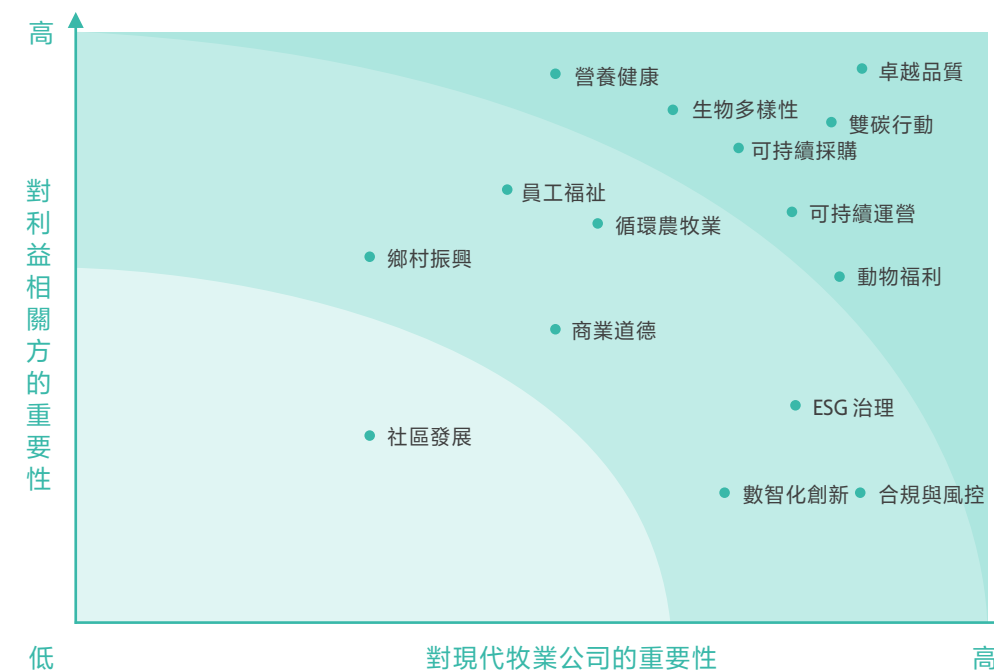 高
對利益相關方的重要性
營養健康
卓越品質
生物多樣性
雙碳行動
可持續採購
員工福祉
可持續運營
循環農牧業
鄉村振興
動物福利
商業道德
ESG 治理
社區發展
數智化創新
合規與風控
低
對現代牧業公司的重要性
高